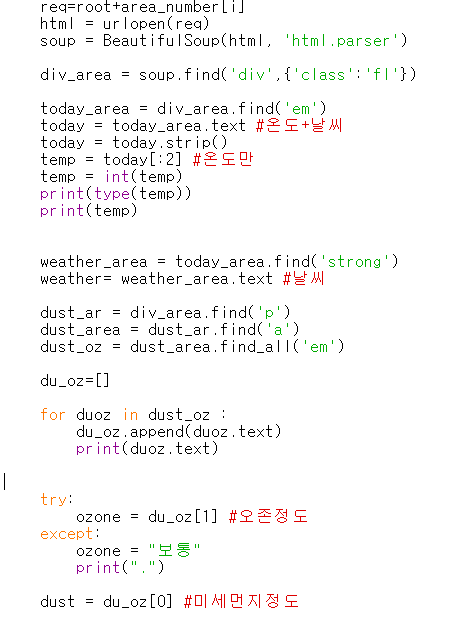 req=root+area_number[i]
html = urlopen(req)
soup = BeautifulSoup(html, 'html.parser')
div_area = soup.find('div',{'class':'fl'})
today_area = div_area.find('em')
today = today_area.text #온도+날씨
today = today.strip()
temp = today[:2] #온도만
temp = int(temp)
print(type(temp))
print(temp)
weather_area = today_area.find('strong')
weather= weather_area.text #날씨
dust_ar = div_area.find('p')
dust_area = dust_ar.find('a')
dust_oz = dust_area.find_all('em')
du_oz=[]
for duoz in dust_oz :
du_oz.append(duoz.text)
print(duoz.text)
try:
ozone = du_oz[1] #오존정도
except:
ozone = "보통"
print(".")
dust = du_oz[0] #미세먼지정도